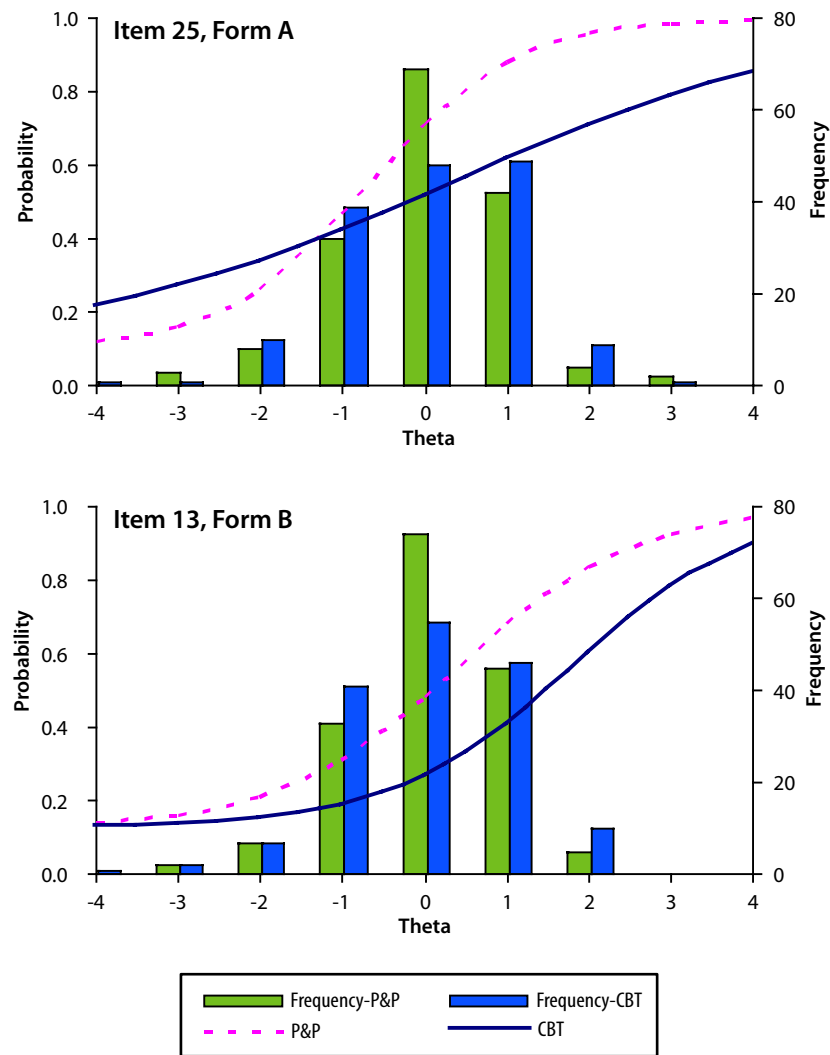 Item 25, Form A
Probability
1.0
0.8
0.6
0.4
0.2
0.0
80
60
40
20
0
Frequency
-4 -3 -2 -1 0 1 2 3 4
Theta
Item 13, Form B
Probability
1.0
0.8
0.6
0.4
0.2
0.0
80
60
40
20
0
Frequency
-4 -3 -2 -1 0 1 2 3 4
Theta
Frequency-P&P Frequency-CBT
P&P CBT